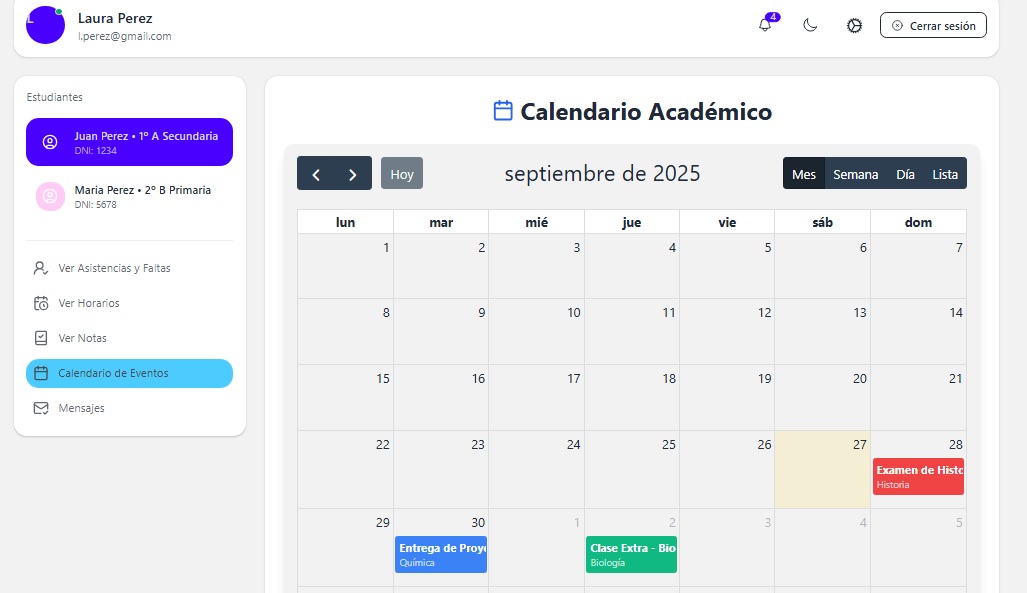 L
Laura Perez
l.perez@gmail.com
4
Cerrar sesión
Estudiantes
Juan Perez • 1º A Secundaria
DNI: 1234
Maria Perez • 2º B Primaria
DNI: 5678
Ver Asistencias y Faltas
Ver Horarios
Ver Notas
Calendario de Eventos
Mensajes
Calendario Académico
Hoy
septiembre de 2025
Mes Semana Día Lista
lun mar mié jue vie sáb dom
1 2 3 4 5 6 7
8 9 10 11 12 13 14
15 16 17 18 19 20 21
22 23 24 25 26 27 28
Examen de Histo
Historia
29 30 1 2 3 4 5
Entrega de Proye
Química
Clase Extra - Bio
Biología